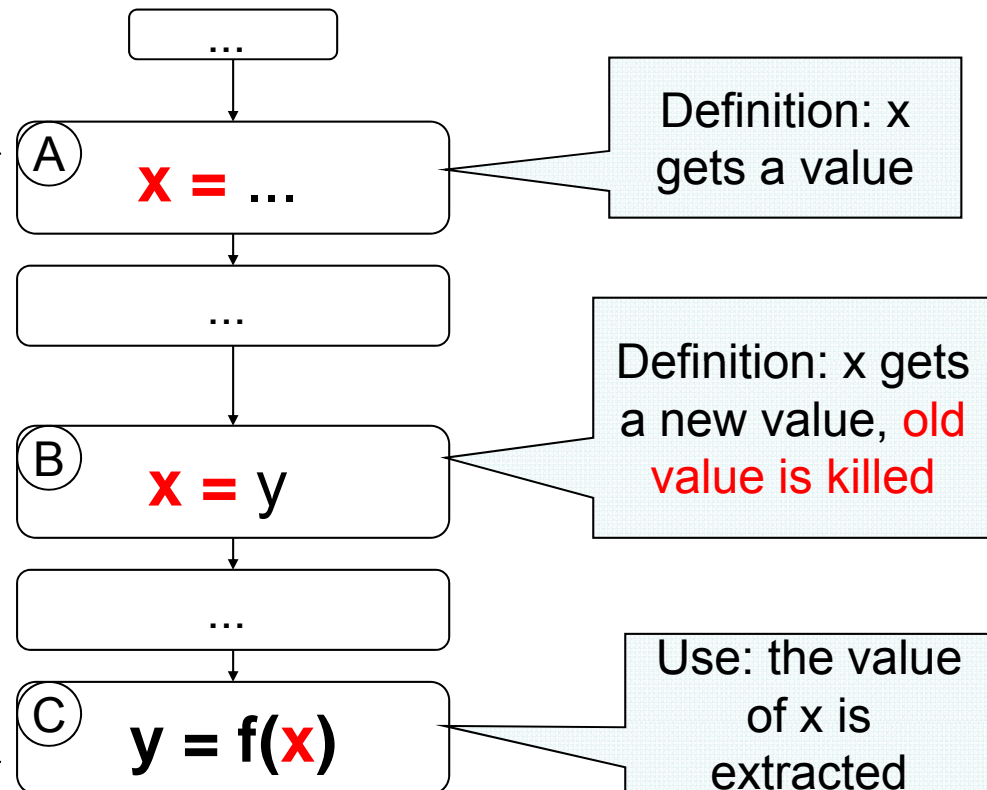 ...
A
x = ...
Definition: x
gets a value
...
Definition: x gets
a new value, old
value is killed
B
x = y
...
C
y = f(x)
Use: the value
of x is
extracted